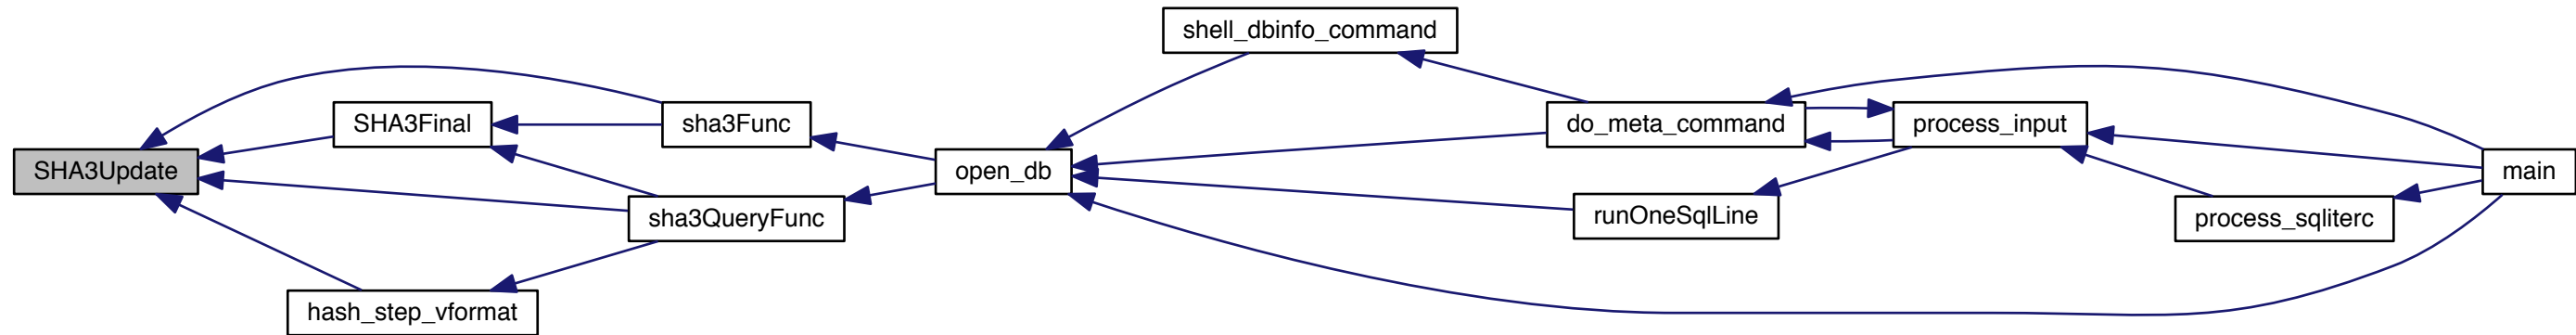 shell_dbinfo_command
SHA3Final
sha3Func
do_meta_command
process_input
SHA3Update
open_db
main
sha3QueryFunc
runOneSqlLine
process_sqliterc
hash_step_vformat